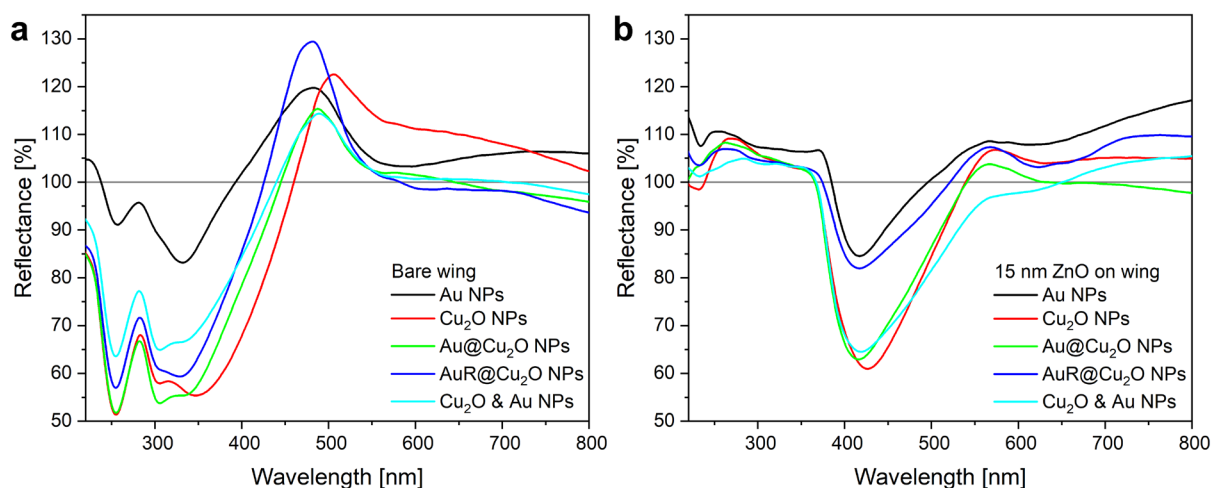 a
Reflectance [%]
130
120
110
100
90
80
70
60
50
300 400 500 600 700 800
Wavelength [nm]
Bare wing
Au NPs
Cu₂O NPs
Au@Cu₂O NPs
AuR@Cu₂O NPs
Cu₂O & Au NPs
b
Reflectance [%]
130
120
110
100
90
80
70
60
50
300 400 500 600 700 800
Wavelength [nm]
15 nm ZnO on wing
Au NPs
Cu₂O NPs
Au@Cu₂O NPs
AuR@Cu₂O NPs
Cu₂O & Au NPs